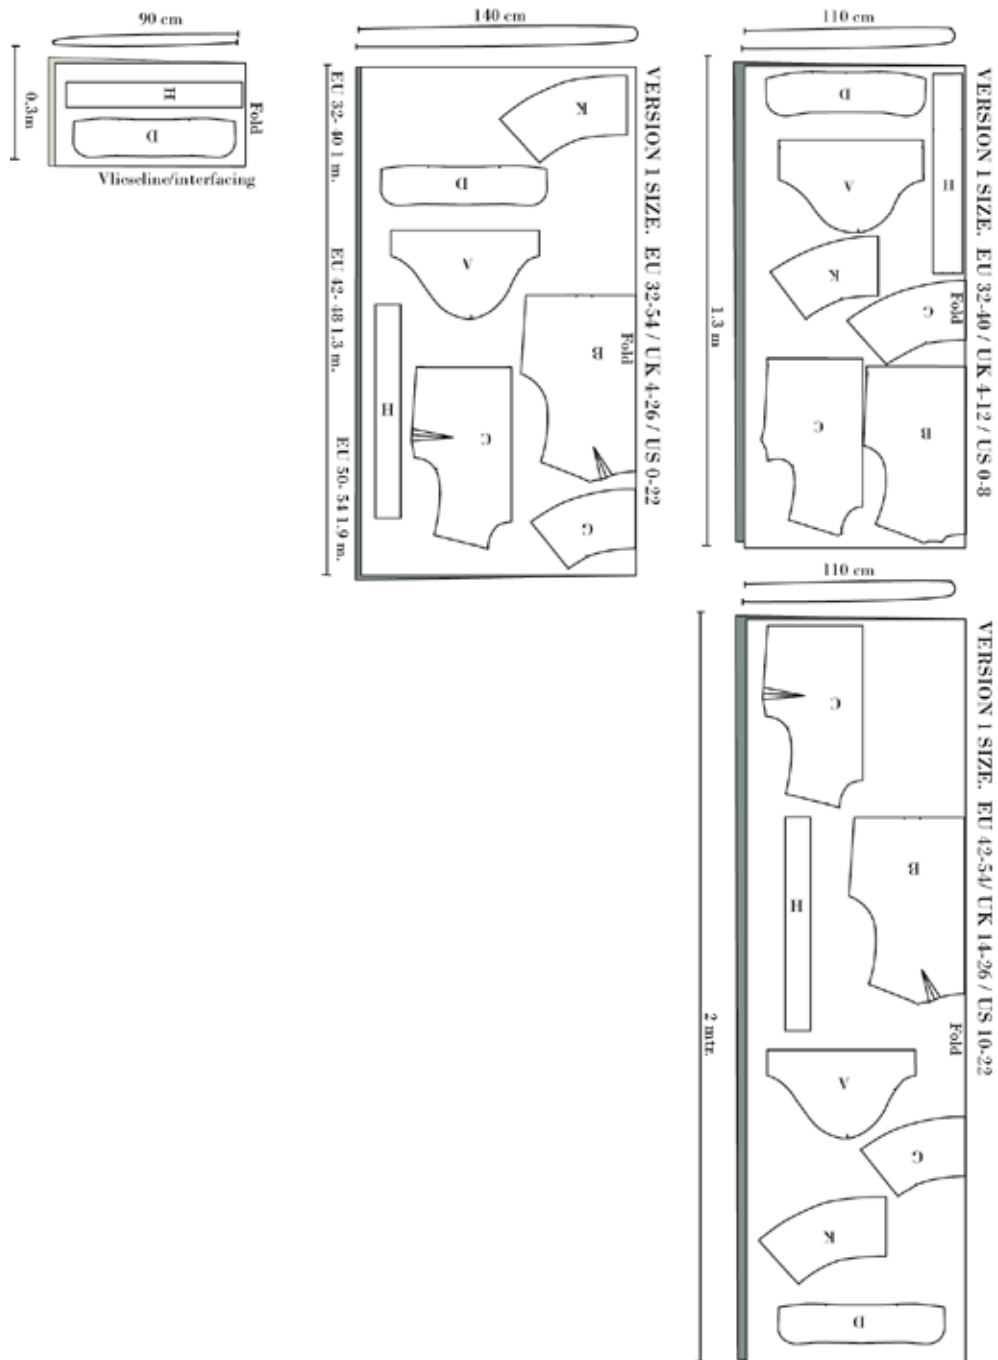 90 cm
0.3m
H
D
Fold
Vlieseline/interfacing
140 cm
EU 32- 40 1 m.
EU 42- 48 1.3 m.
EU 50- 54 1.9 m.
K
D
A
B
Fold
H
C
G
VERSION 1 SIZE. EU 32-54 / UK 4-26 / US 0-22
110 cm
1.3 m
D
H
A
K
G
Fold
C
B
VERSION 1 SIZE. EU 32-40 / UK 4-12 / US 0-8
110 cm
2 mtr.
C
B
H
Fold
A
G
K
D
VERSION 1 SIZE. EU 42-54/ UK 14-26 / US 10-22